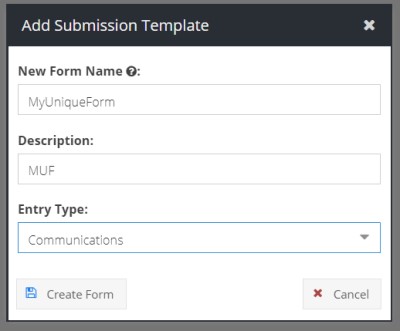 Add Submission Template
New Form Name ?:
MyUniqueForm
Description:
MUF
Entry Type:
Communications
Create Form Cancel